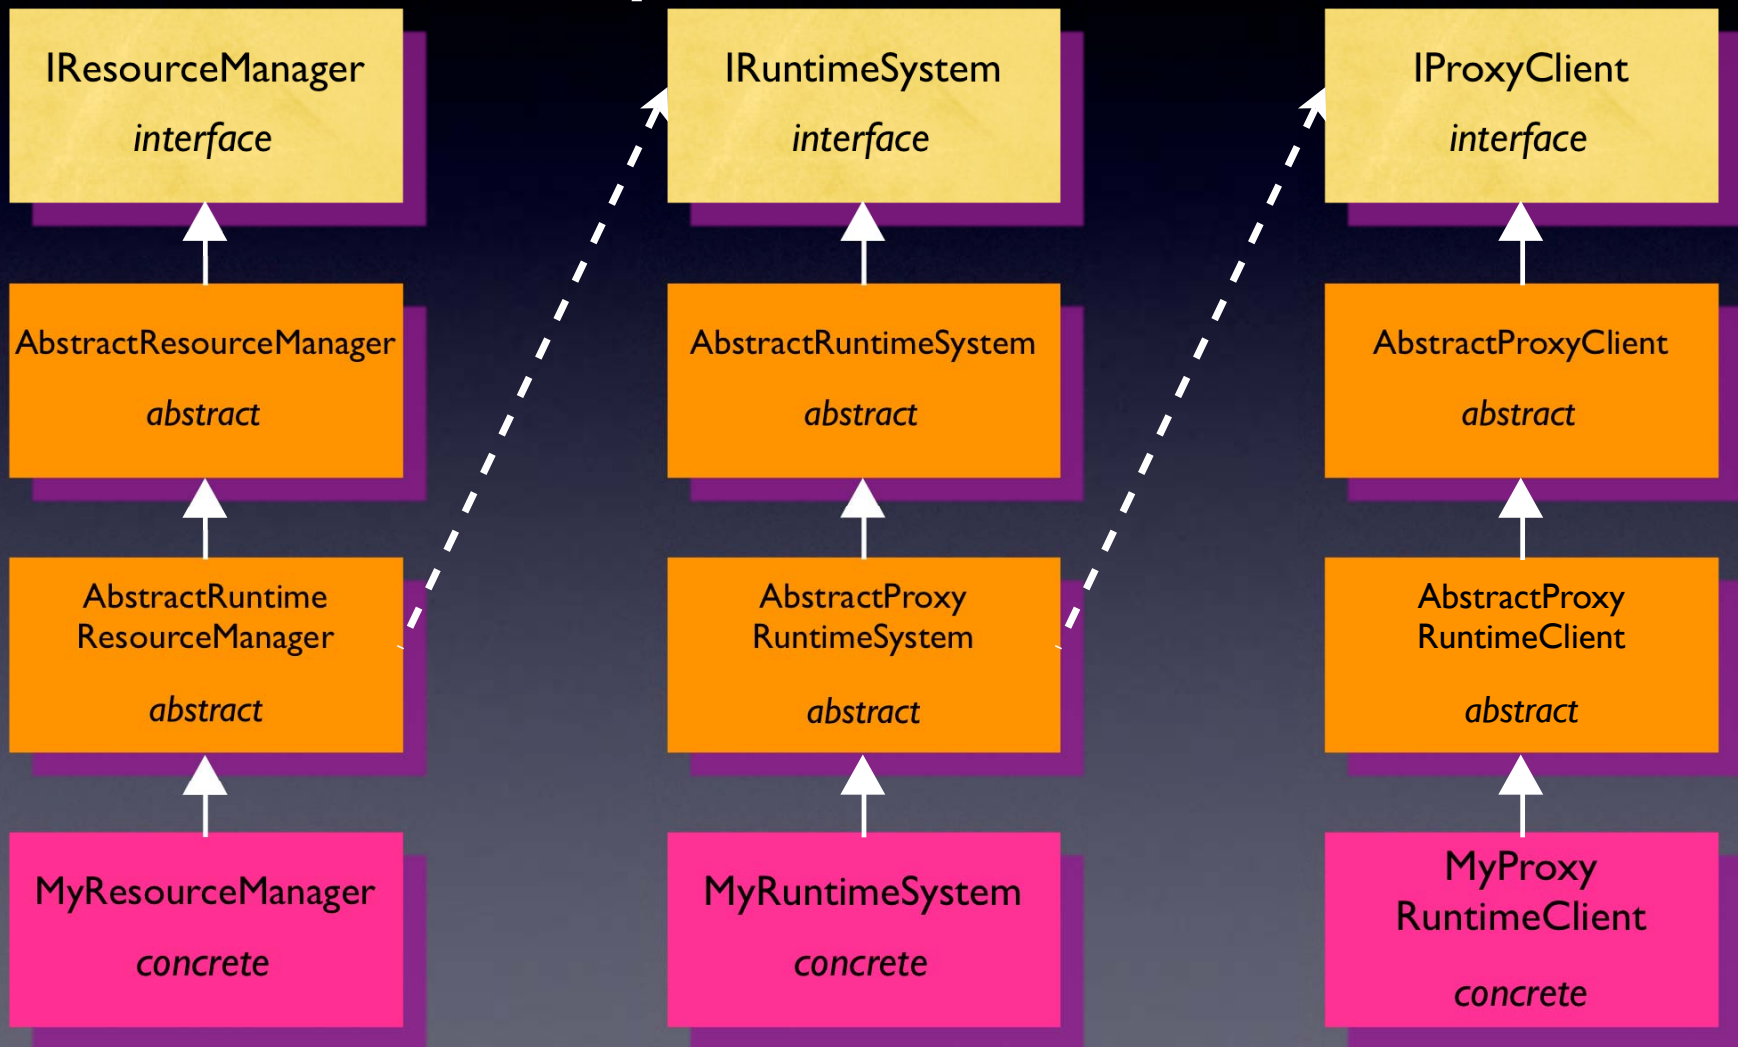 IResourceManager
interface
IRuntimeSystem
interface
IProxyClient
interface
AbstractResourceManager
abstract
AbstractRuntimeSystem
abstract
AbstractProxyClient
abstract
AbstractRuntime
ResourceManager
abstract
AbstractProxy
RuntimeSystem
abstract
AbstractProxy
RuntimeClient
abstract
MyResourceManager
concrete
MyRuntimeSystem
concrete
MyProxy
RuntimeClient
concrete